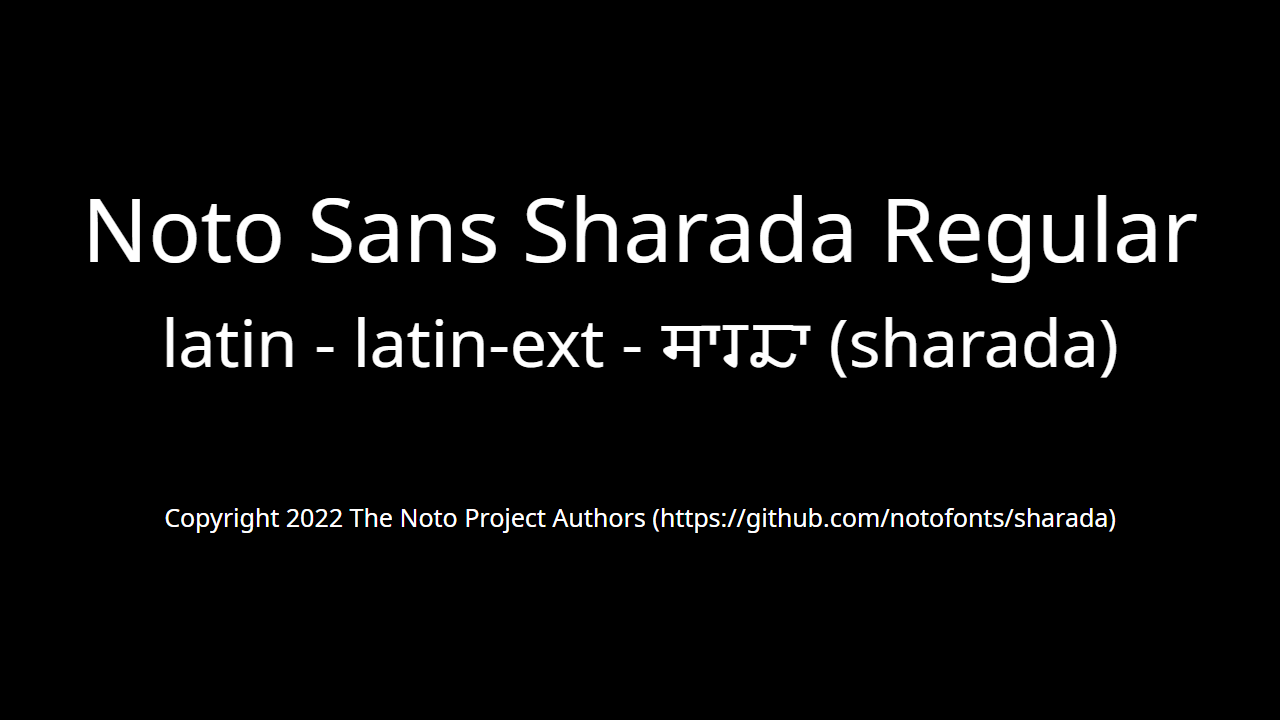 Noto Sans Sharada Regular
latin - latin-ext - 𑆯𑆳𑆫𑆢𑆳 (sharada)
Copyright 2022 The Noto Project Authors (https://github.com/notofonts/sharada)